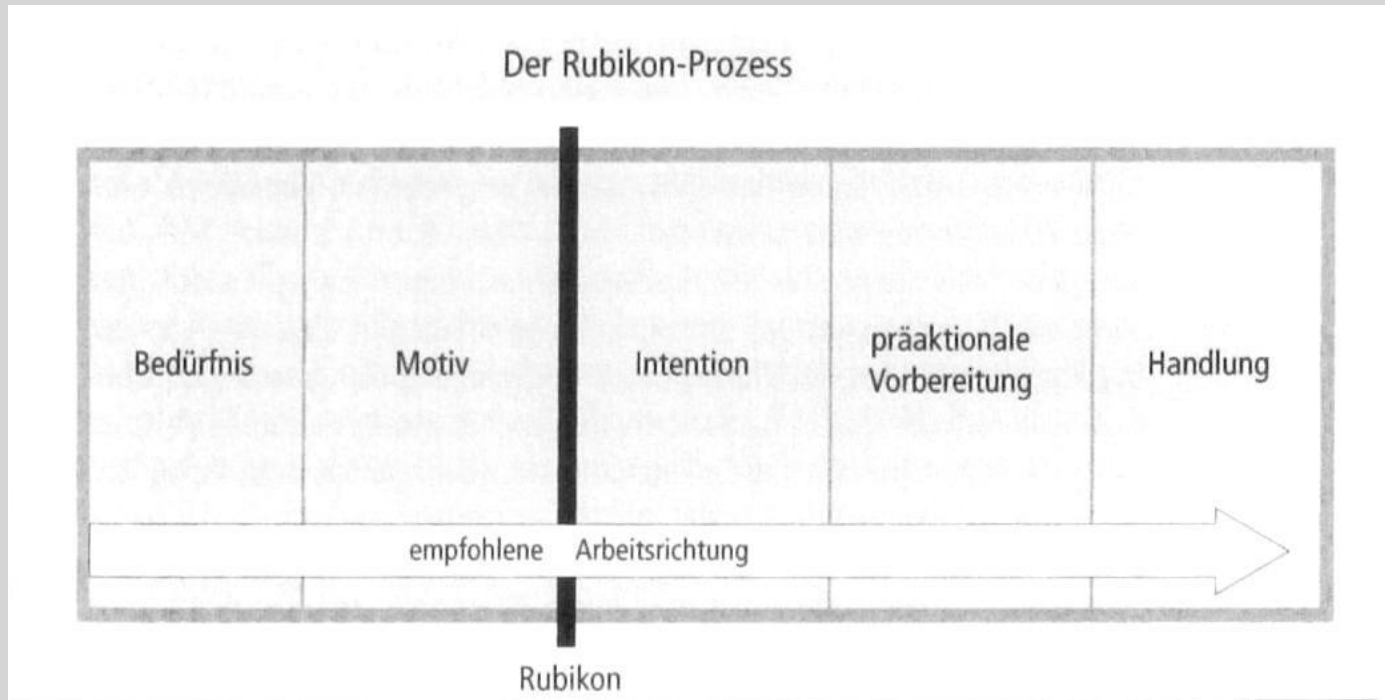 Der Rubikon-Prozess
Bedürfnis
Motiv
Intention
präaktionale
Vorbereitung
Handlung
empfohlene Arbeitsrichtung
Rubikon